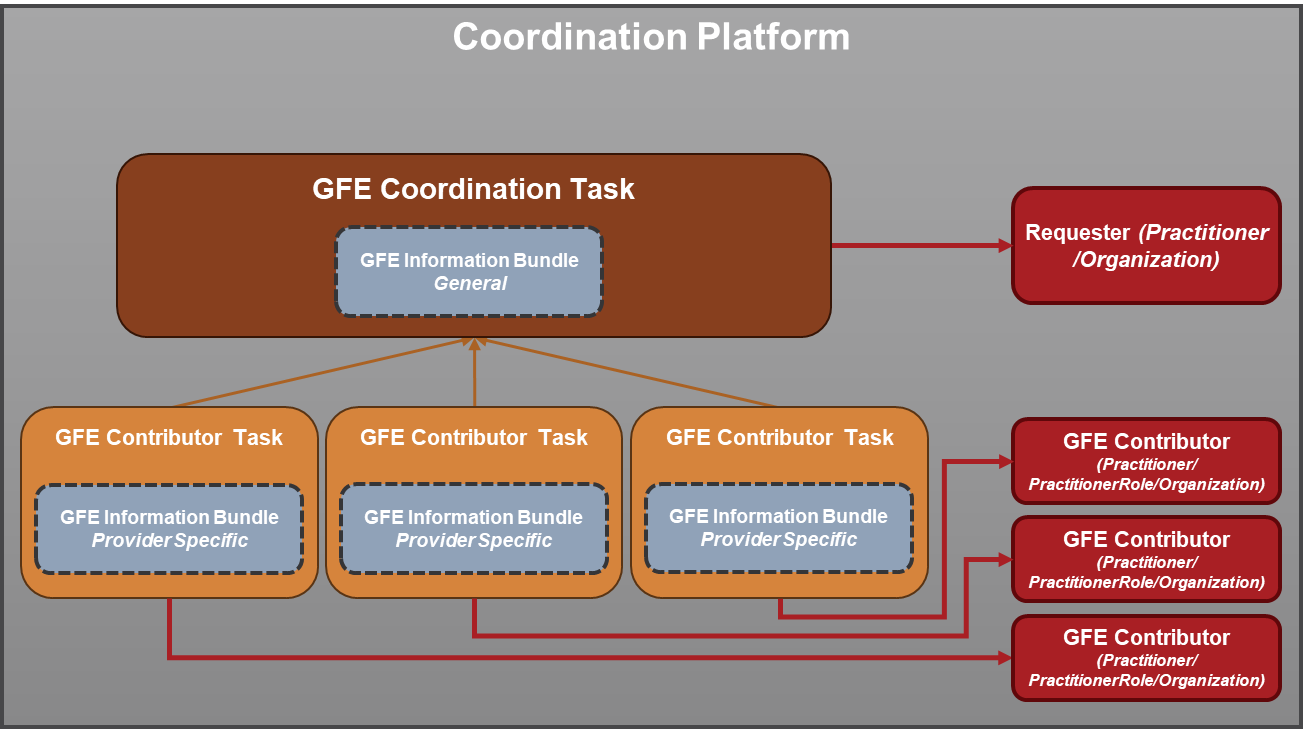 Coordination Platform
GFE Coordination Task
GFE Information Bundle
General
Requester (Practitioner
/Organization)
GFE Contributor Task
GFE Information Bundle
Provider Specific
GFE Contributor Task
GFE Information Bundle
Provider Specific
GFE Contributor Task
GFE Information Bundle
Provider Specific
GFE Contributor
(Practitioner/
PractitionerRole/Organization)
GFE Contributor
(Practitioner/
PractitionerRole/Organization)
GFE Contributor
(Practitioner/
PractitionerRole/Organization)